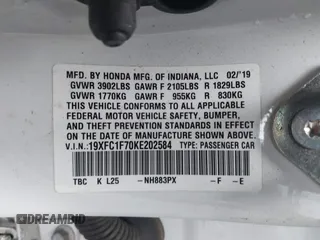 MFD. BY HONDA MFG. OF INDIANA, LLC 02/'19
GVWR 3902LBS GAWR F 2105LBS R 1829LBS
GVWR 1770KG GAWR F 955KG R 830KG
THIS VEHICLE CONFORMS TO ALL APPLICABLE
FEDERAL MOTOR VEHICLE SAFETY, BUMPER,
AND THEFT PREVENTION STANDARDS IN EFFECT
ON THE DATE OF MANUFACTURE SHOWN ABOVE.
V.I.N.: 19XFC1F70KE202584 TYPE: PASSENGER CAR
TBC K L25 -NH883PX -F -E
DREAMBID